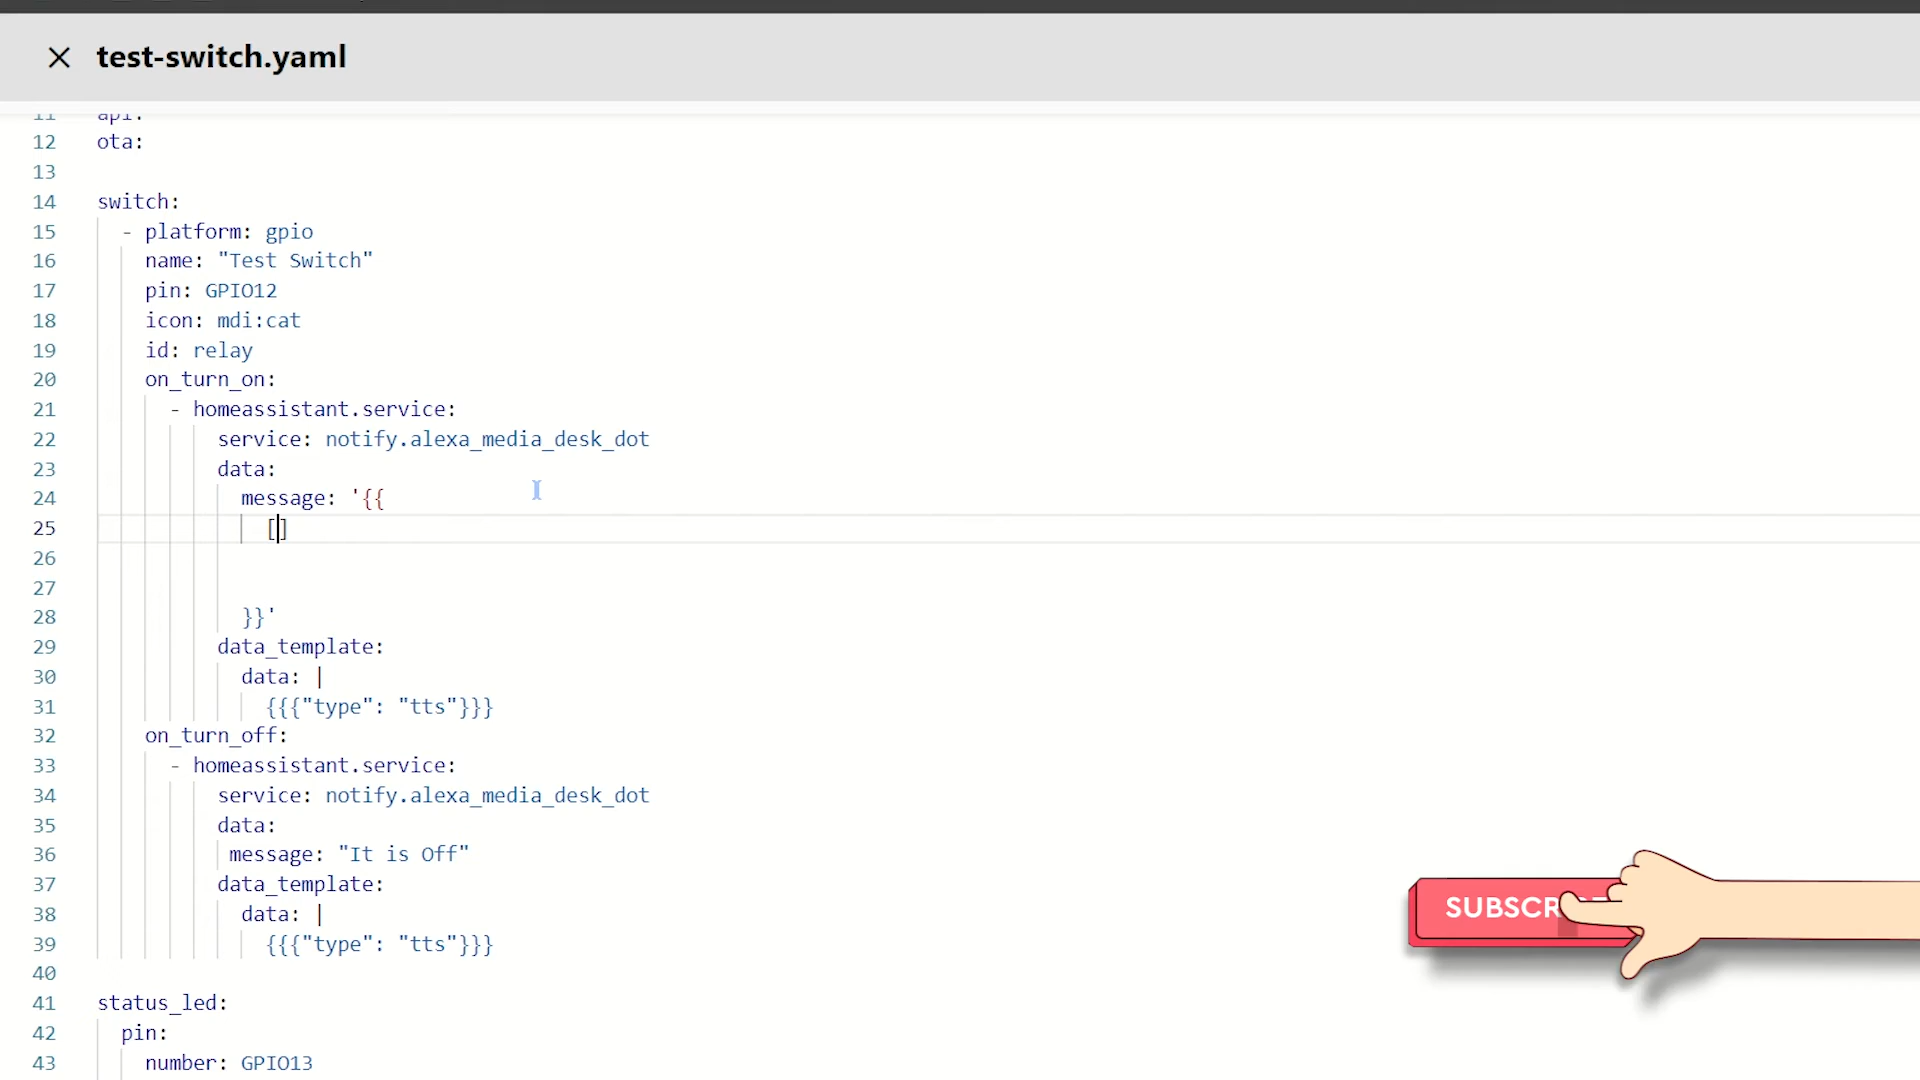 test-switch.yaml
11 api:
12 ota:
13
14 switch:
15 - platform: gpio
16 name: "Test Switch"
17 pin: GPIO12
18 icon: mdi:cat
19 id: relay
20 on_turn_on:
21 - homeassistant.service:
22 service: notify.alexa_media_desk_dot
23 data:
24 message: '{{
25 []
26
27
28 }}'
29 data_template:
30 data: |
31 {{{"type": "tts"}}}
32 on_turn_off:
33 - homeassistant.service:
34 service: notify.alexa_media_desk_dot
35 data:
36 message: "It is Off"
37 data_template:
38 data: |
39 {{{"type": "tts"}}}
40
41 status_led:
42 pin:
43 number: GPIO13